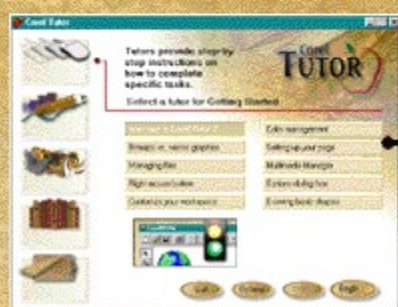 Corel Tutor
Tutors provide step-by
step instructions on
how to complete
specific tasks.
COREL
TUTOR
Select a tutor for Getting Started
Color management
Bitmaps vs. vector graphics
Setting up your page
Managing files
Multimedia Manager
Right mouse button
Options dialog box
Customize your workspace
Drawing basic shapes